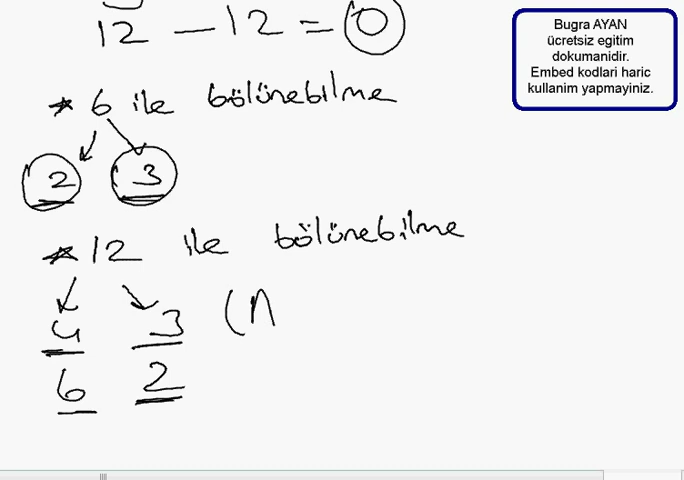 12 — 12 = 0
* 6 ile bölünebilme
2 3
* 12 ile bölünebilme
4 3 (n
6 2
Bugra AYAN
ücretsiz egitim
dokumanidir.
Embed kodlari haric
kullanim yapmayiniz.